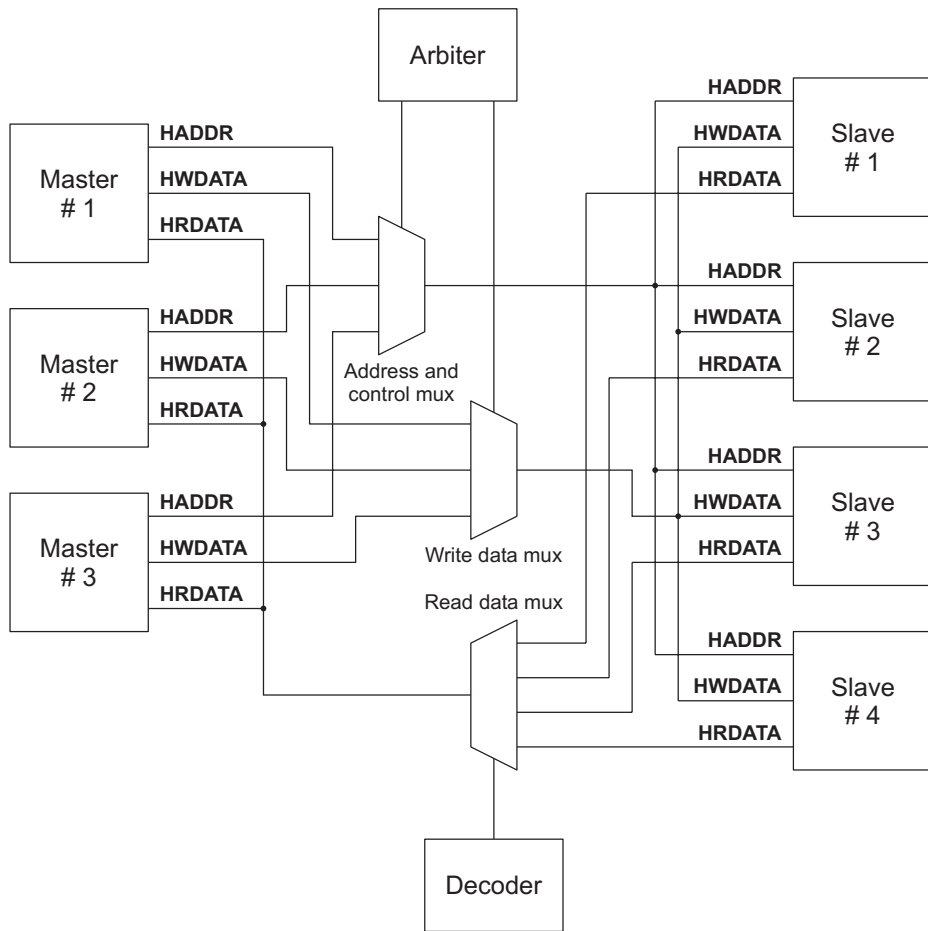 Arbiter
HADDR
HWDATA
HRDATA
Master
# 1
HADDR
HWDATA
HRDATA
Master
# 2
HADDR
HWDATA
HRDATA
Master
# 3
Address and
control mux
Write data mux
Read data mux
HADDR
HWDATA
HRDATA
Slave
# 1
HADDR
HWDATA
HRDATA
Slave
# 2
HADDR
HWDATA
HRDATA
Slave
# 3
HADDR
HWDATA
HRDATA
Slave
# 4
Decoder